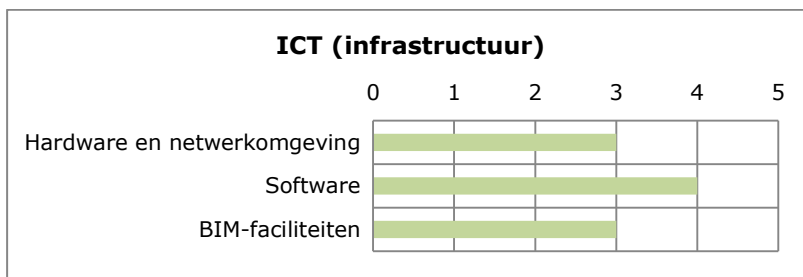 ICT (infrastructuur)
0 1 2 3 4 5
Hardware en netwerkomgeving
Software
BIM-faciliteiten